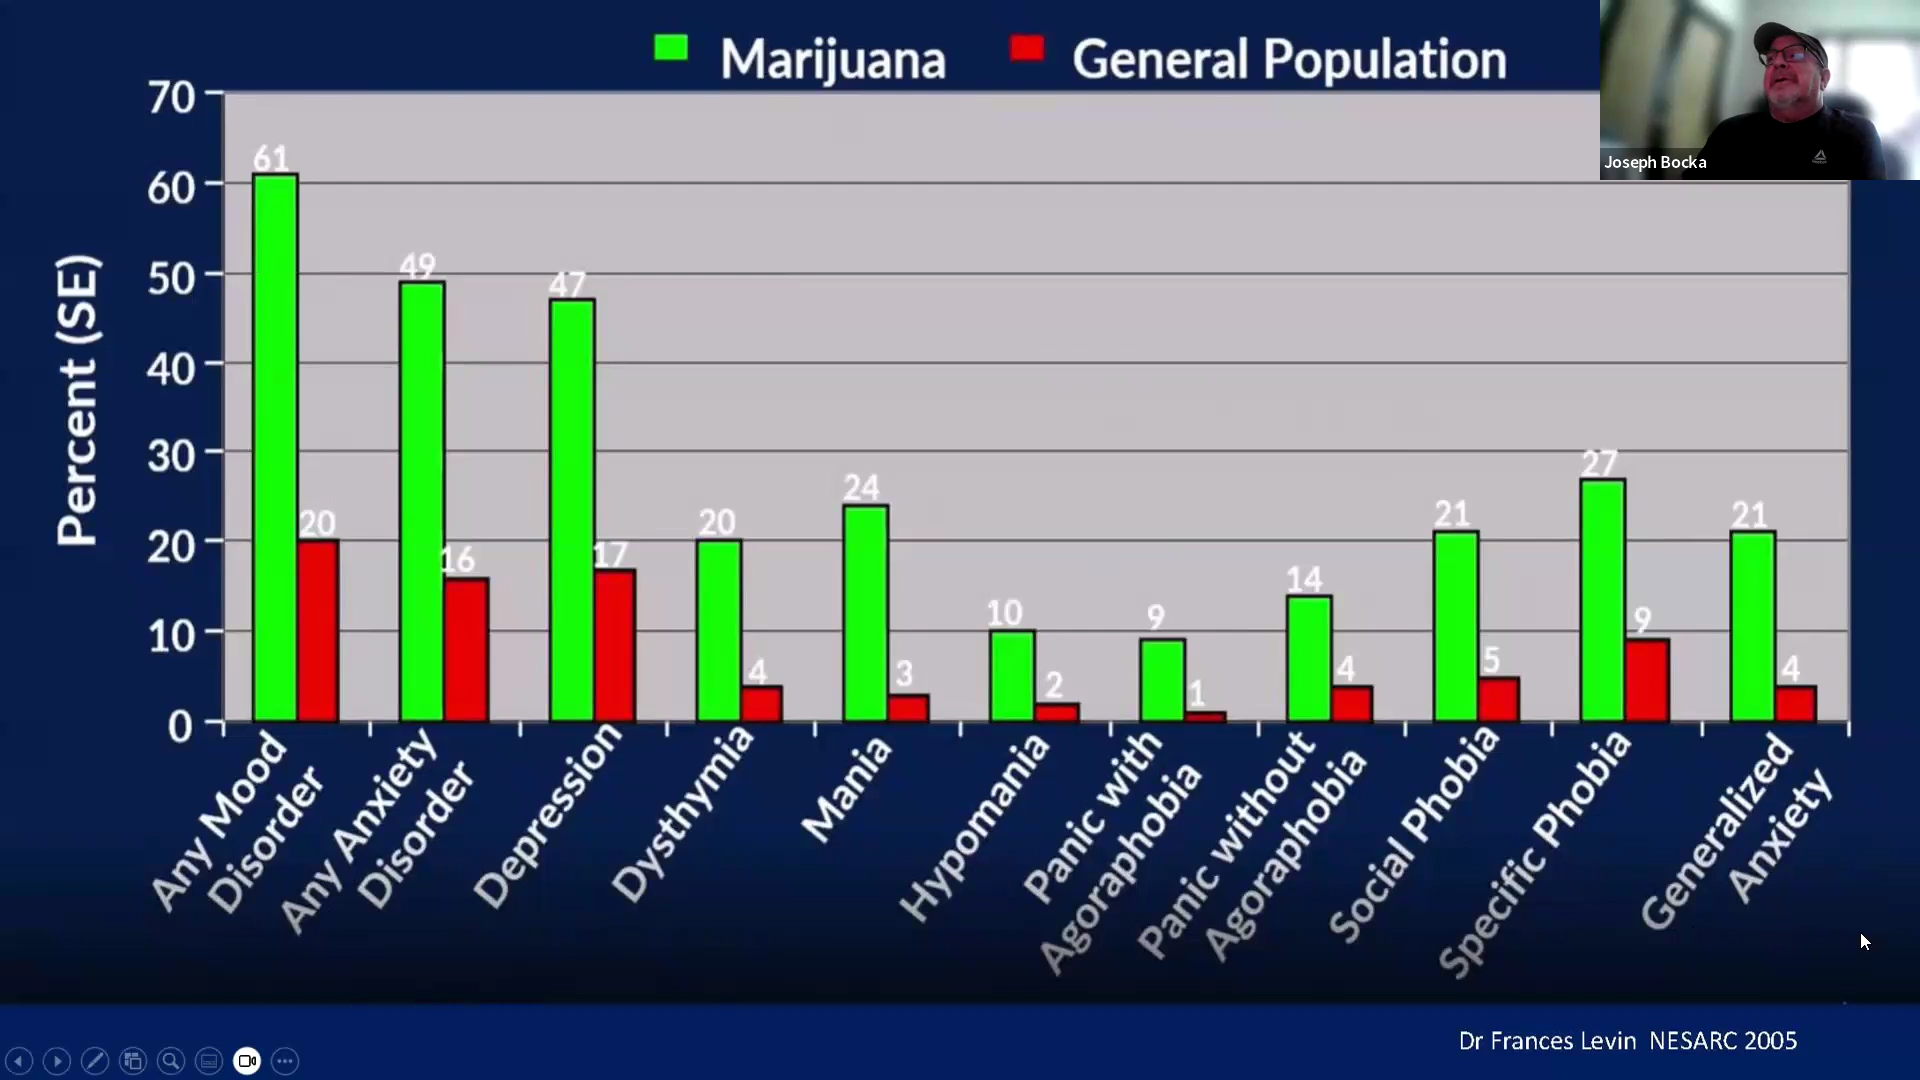 Marijuana General Population
Joseph Bocka
Percent (SE)
70
60
50
40
30
20
10
0
61 20
49 16
47 17
20 4
24 3
10 2
9 1
14 4
21 5
27 9
21 4
Any Mood
Disorder
Any Anxiety
Disorder
Depression
Dysthymia
Mania
Hypomania
Panic with
Agoraphobia
Panic without
Agoraphobia
Social Phobia
Specific Phobia
Generalized
Anxiety
Dr Frances Levin NESARC 2005